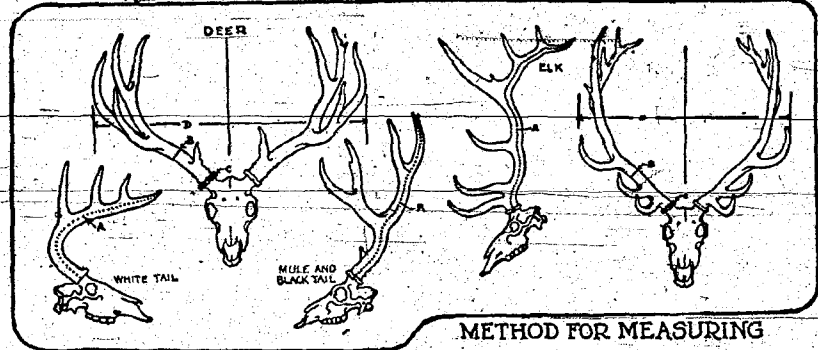 DEER
D
B
C
ELK
A
B
C
A
WHITE TAIL
MULE AND
BLACK TAIL
METHOD FOR MEASURING